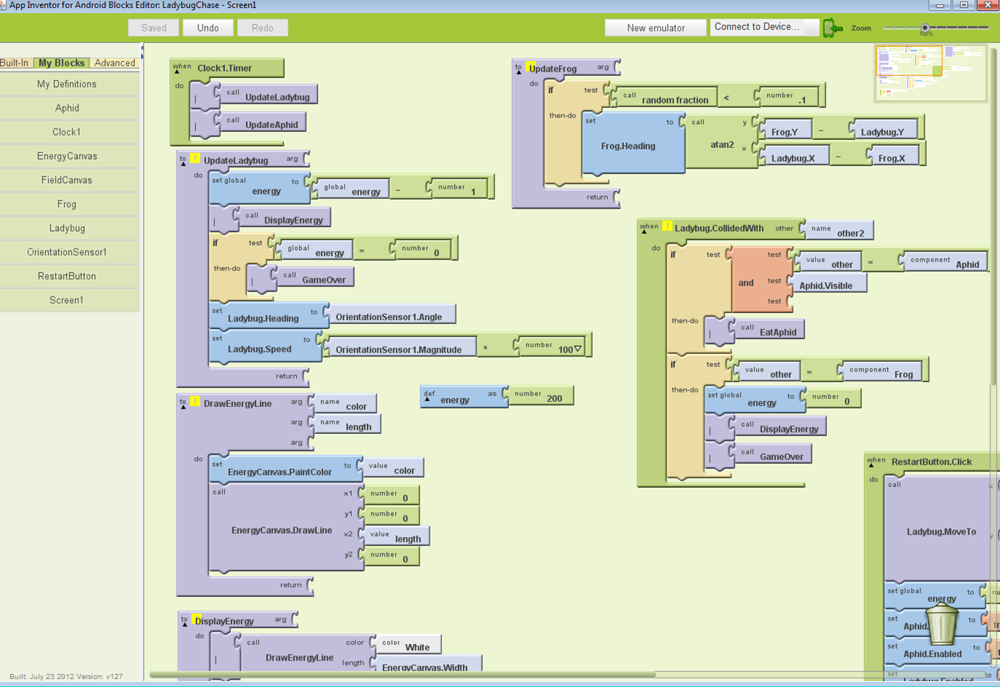 App Inventor for Android Blocks Editor: LadybugChase - Screen1
Saved Undo Redo New emulator Connect to Device... Zoom
100%
Built-In My Blocks Advanced
My Definitions
Aphid
Clock1
EnergyCanvas
FieldCanvas
Frog
Ladybug
OrientationSensor1
RestartButton
Screen1
Built: July 23 2012 Version: v127
when Clock1.Timer
do call UpdateLadybug
call UpdateAphid
to ! UpdateLadybug arg
do set global energy to global energy - number 1
call DisplayEnergy
if test global energy = number 0
then-do call GameOver
set Ladybug.Heading to OrientationSensor1.Angle
set Ladybug.Speed to OrientationSensor1.Magnitude × number 100
return
def energy as number 200
to ! DrawEnergyLine arg name color
arg name length
arg
do set EnergyCanvas.PaintColor to value color
call EnergyCanvas.DrawLine x1 number 0
y1 number 0
x2 value length
y2 number 0
return
to DisplayEnergy arg
do call DrawEnergyLine color color White
length EnergyCanvas.Width
to UpdateFrog arg
do if test call random fraction < number .1
then-do set Frog.Heading to call atan2 y Frog.Y - Ladybug.Y
x Ladybug.X - Frog.X
return
when ! Ladybug.CollidedWith other name other2
do if test and test value other = component Aphid
test Aphid.Visible
test
then-do call EatAphid
if test value other = component Frog
then-do set global energy to number 0
call DisplayEnergy
call GameOver
when RestartButton.Click
do call Ladybug.MoveTo x
y
set global energy to
set Aphid. to
set Aphid.Enabled to
set Ladybug.Enabled to